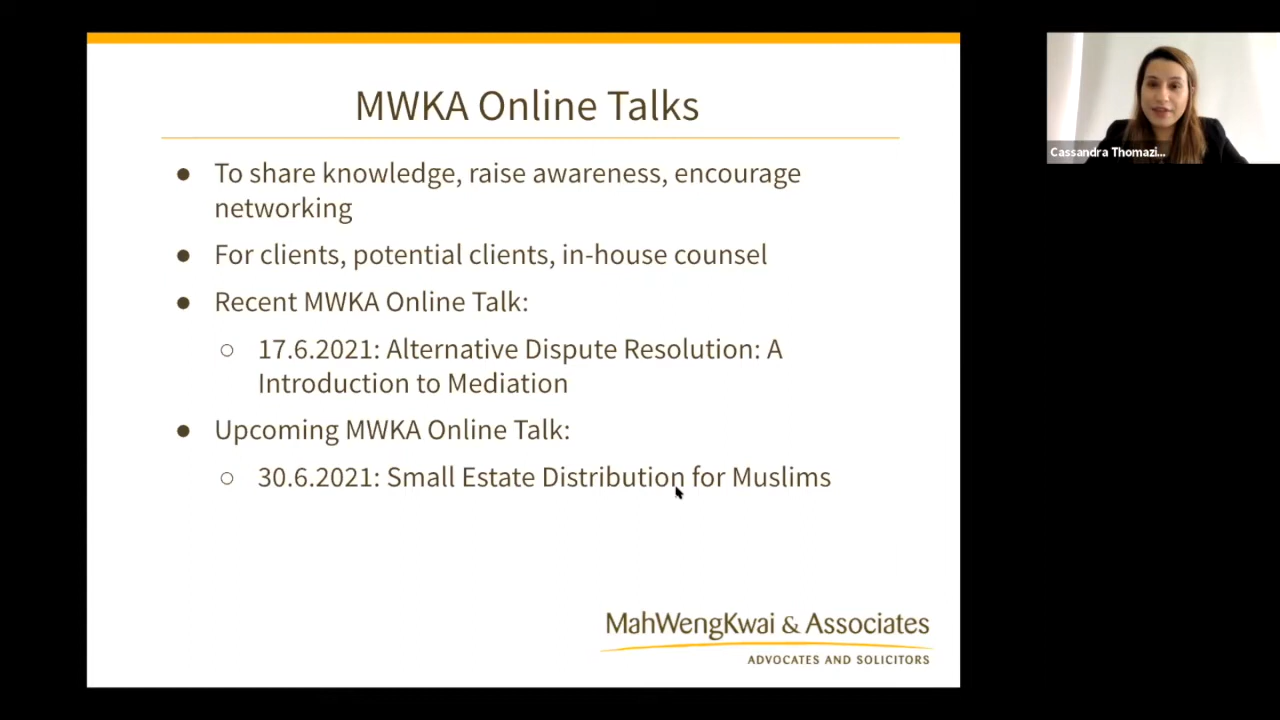 MWKA Online Talks
● To share knowledge, raise awareness, encourage
networking
● For clients, potential clients, in-house counsel
● Recent MWKA Online Talk:
○ 17.6.2021: Alternative Dispute Resolution: A
Introduction to Mediation
● Upcoming MWKA Online Talk:
○ 30.6.2021: Small Estate Distribution for Muslims
MahWengKwai & Associates
ADVOCATES AND SOLICITORS
Cassandra Thomazi...